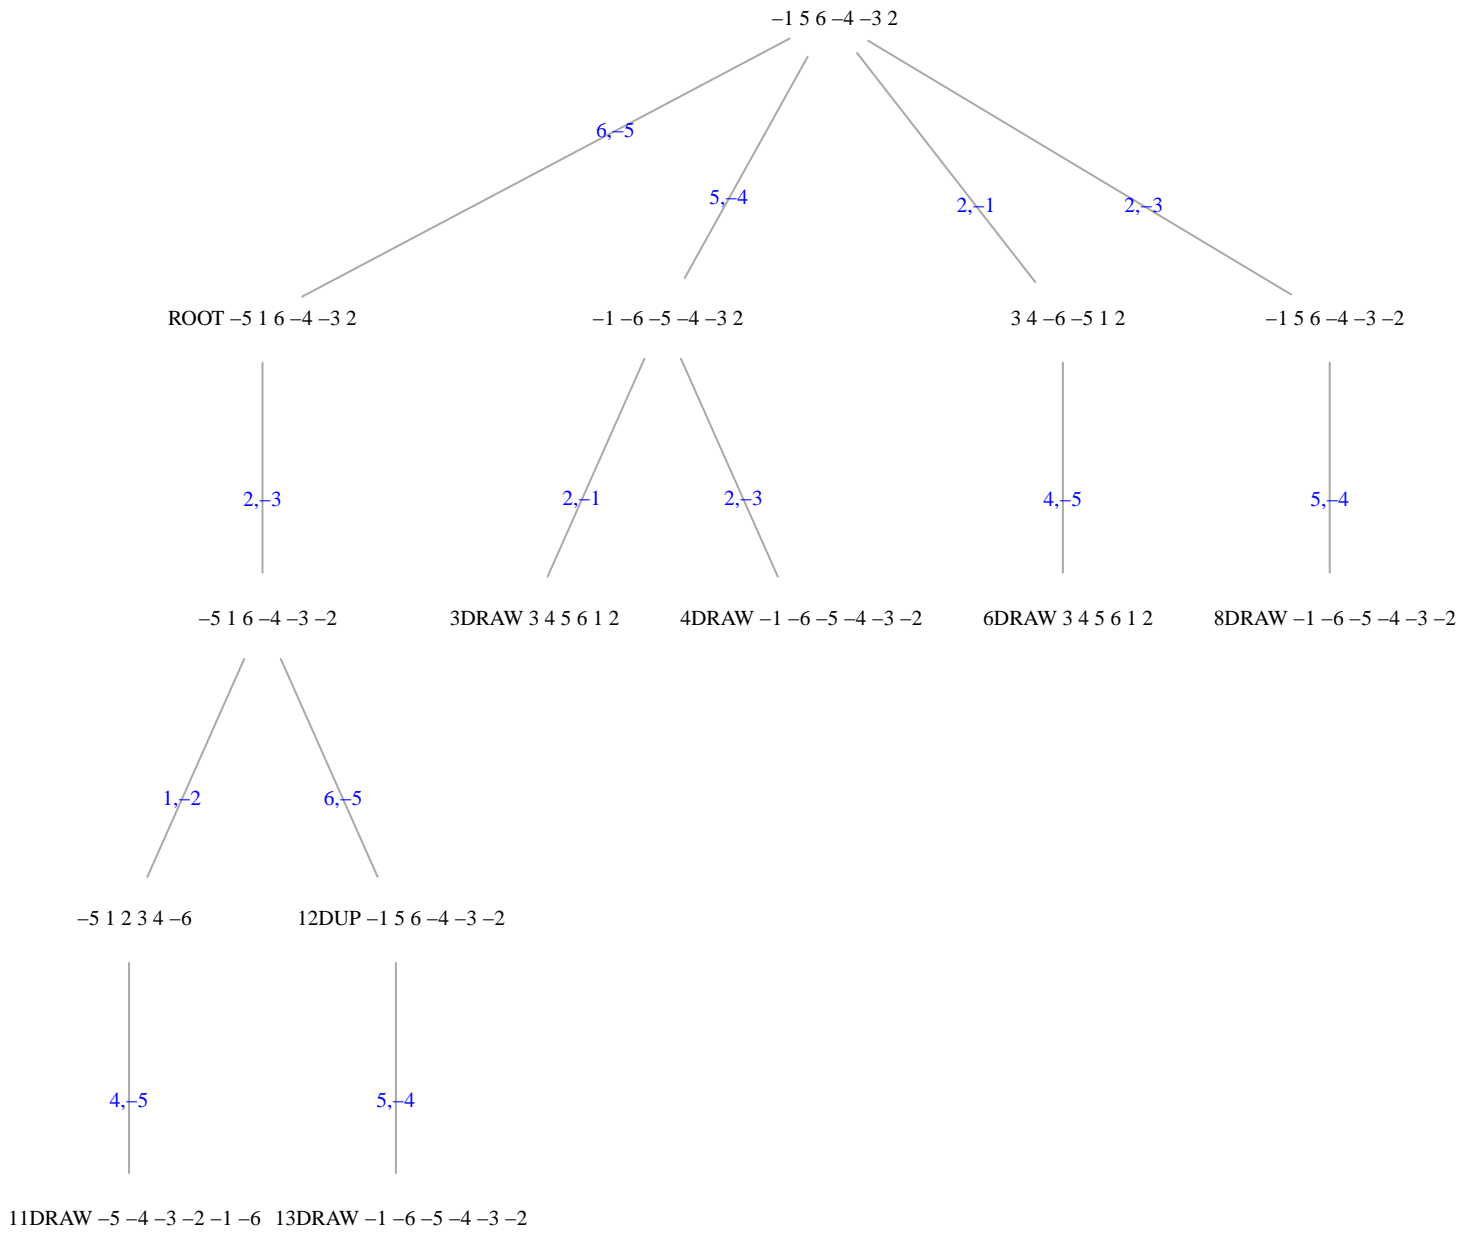 –1 5 6 –4 –3 2
6,–5
5,–4
2,–1
2,–3
ROOT –5 1 6 –4 –3 2
–1 –6 –5 –4 –3 2
3 4 –6 –5 1 2
–1 5 6 –4 –3 –2
2,–3
2,–1
2,–3
4,–5
5,–4
–5 1 6 –4 –3 –2
3DRAW 3 4 5 6 1 2
4DRAW –1 –6 –5 –4 –3 –2
6DRAW 3 4 5 6 1 2
8DRAW –1 –6 –5 –4 –3 –2
1,–2
6,–5
–5 1 2 3 4 –6
12DUP –1 5 6 –4 –3 –2
4,–5
5,–4
11DRAW –5 –4 –3 –2 –1 –6
13DRAW –1 –6 –5 –4 –3 –2